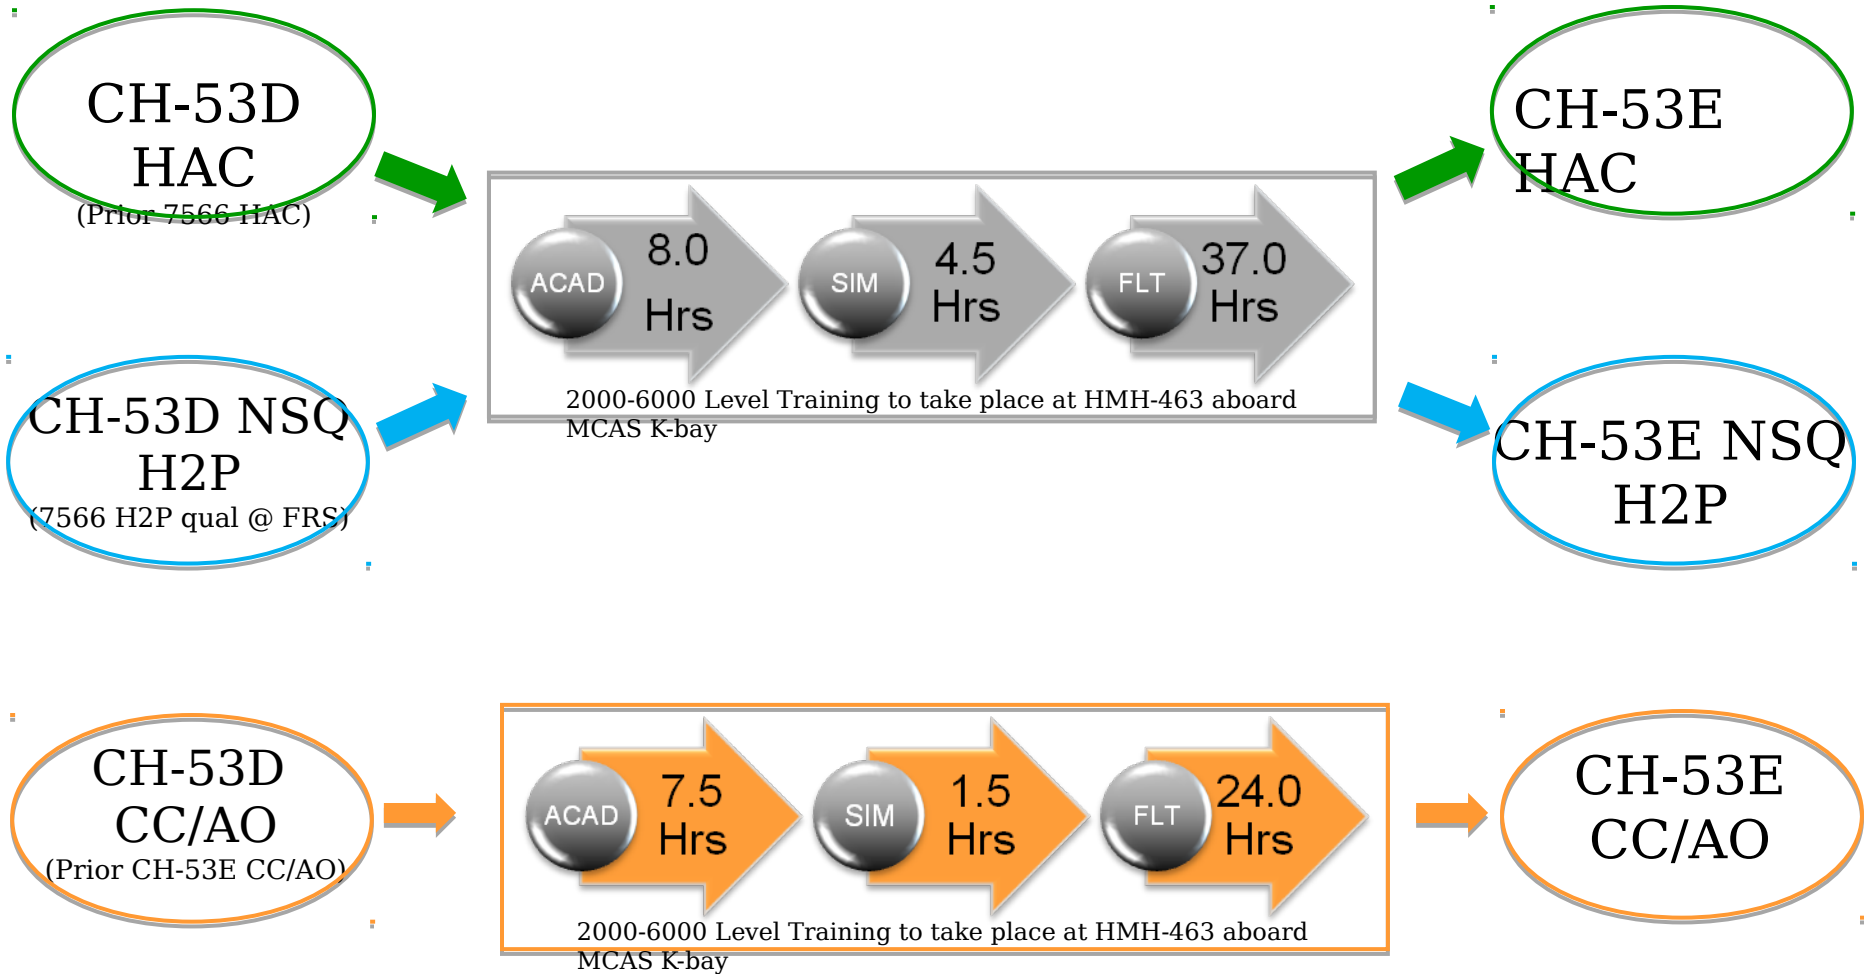 CH-53D
HAC
(Prior 7566 HAC)
CH-53E
HAC
ACAD
8.0
Hrs
SIM
4.5
Hrs
FLT
37.0
Hrs
2000-6000 Level Training to take place at HMH-463 aboard
MCAS K-bay
CH-53D NSQ
H2P
(7566 H2P qual @ FRS)
CH-53E NSQ
H2P
CH-53D
CC/AO
(Prior CH-53E CC/AO)
ACAD
7.5
Hrs
SIM
1.5
Hrs
FLT
24.0
Hrs
2000-6000 Level Training to take place at HMH-463 aboard
MCAS K-bay
CH-53E
CC/AO